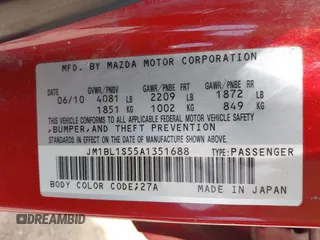 MFD. BY MAZDA MOTOR CORPORATION
06/10 GVWR/PNBV GAWR/PNBE FRT GAWR/PNBE RR
4081 LB 2209 LB 1872 LB
1851 KG 1002 KG 849 KG
THIS VEHICLE CONFORMS TO ALL APPLICABLE
FEDERAL MOTOR VEHICLE SAFETY
,BUMPER,AND THEFT PREVENTION
STANDARDS IN EFFECT ON THE DATE OF MANUFACTURE SHOWN ABOVE.
JM1BL1S55A1351688 TYPE:PASSENGER
BODY COLOR CODE;27A MADE IN JAPAN
DREAMBID